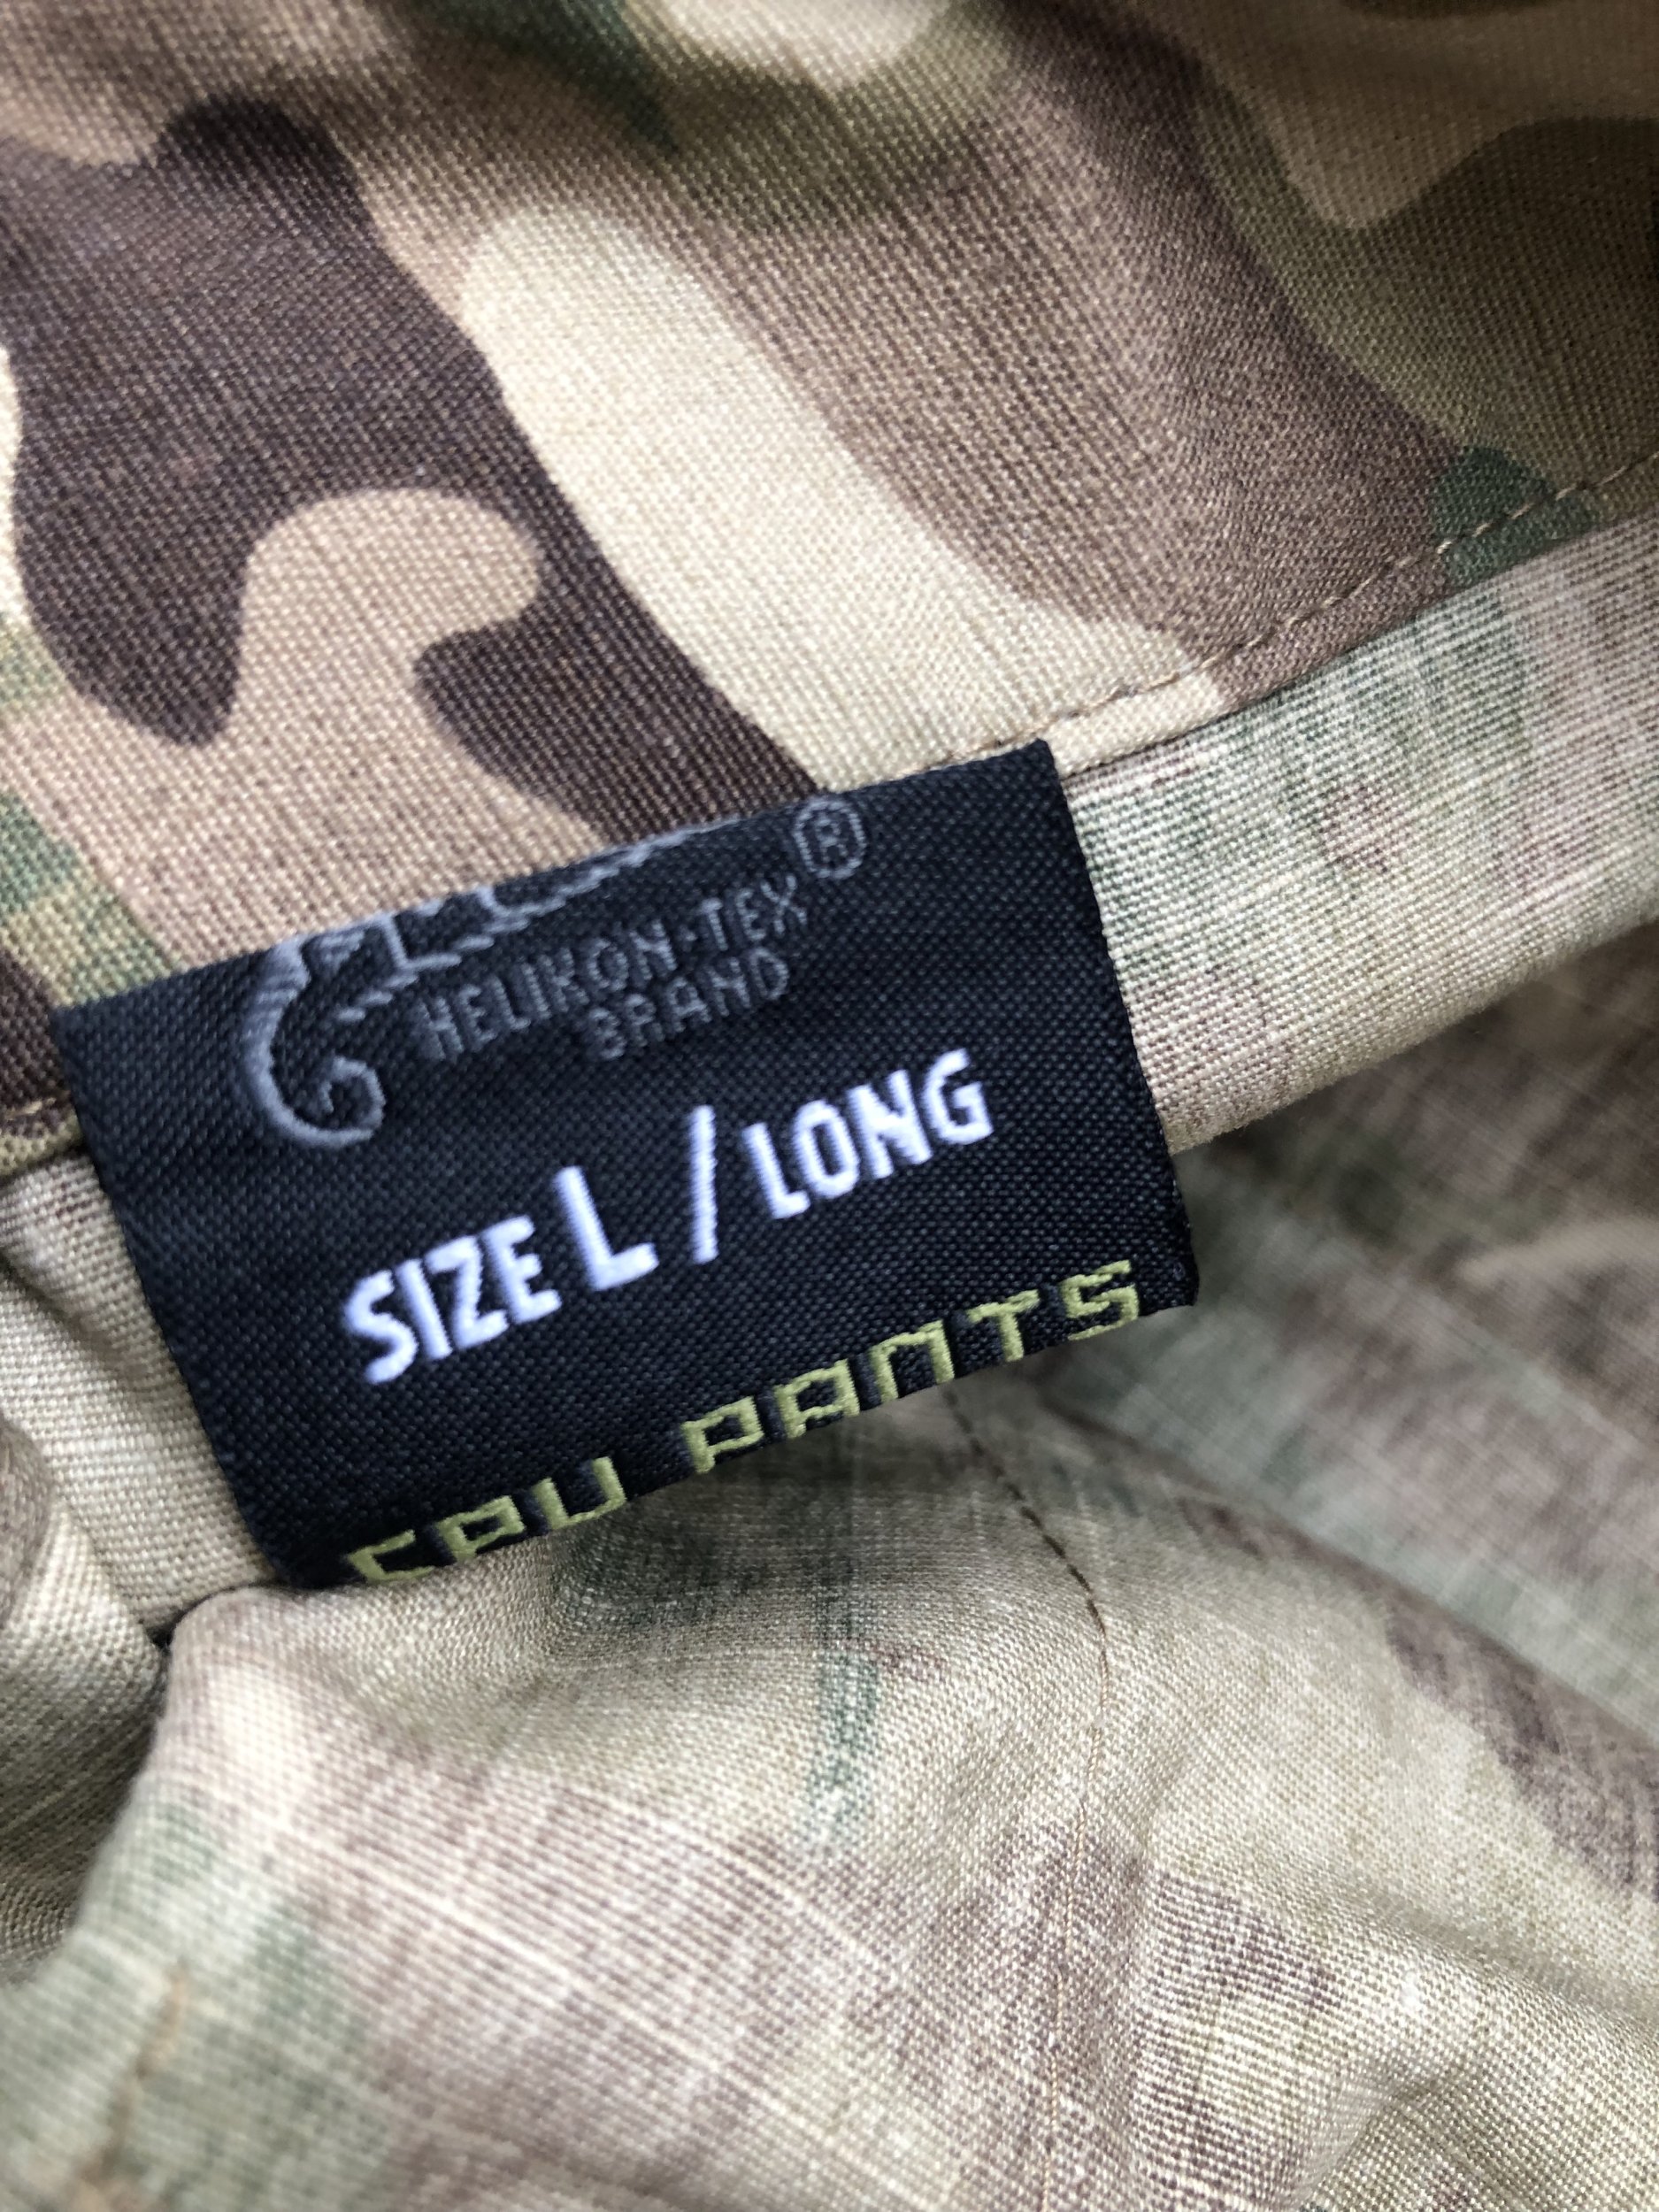 ®
HELIKON-TEX
BRAND
SIZE L / LONG
CPU PANTS